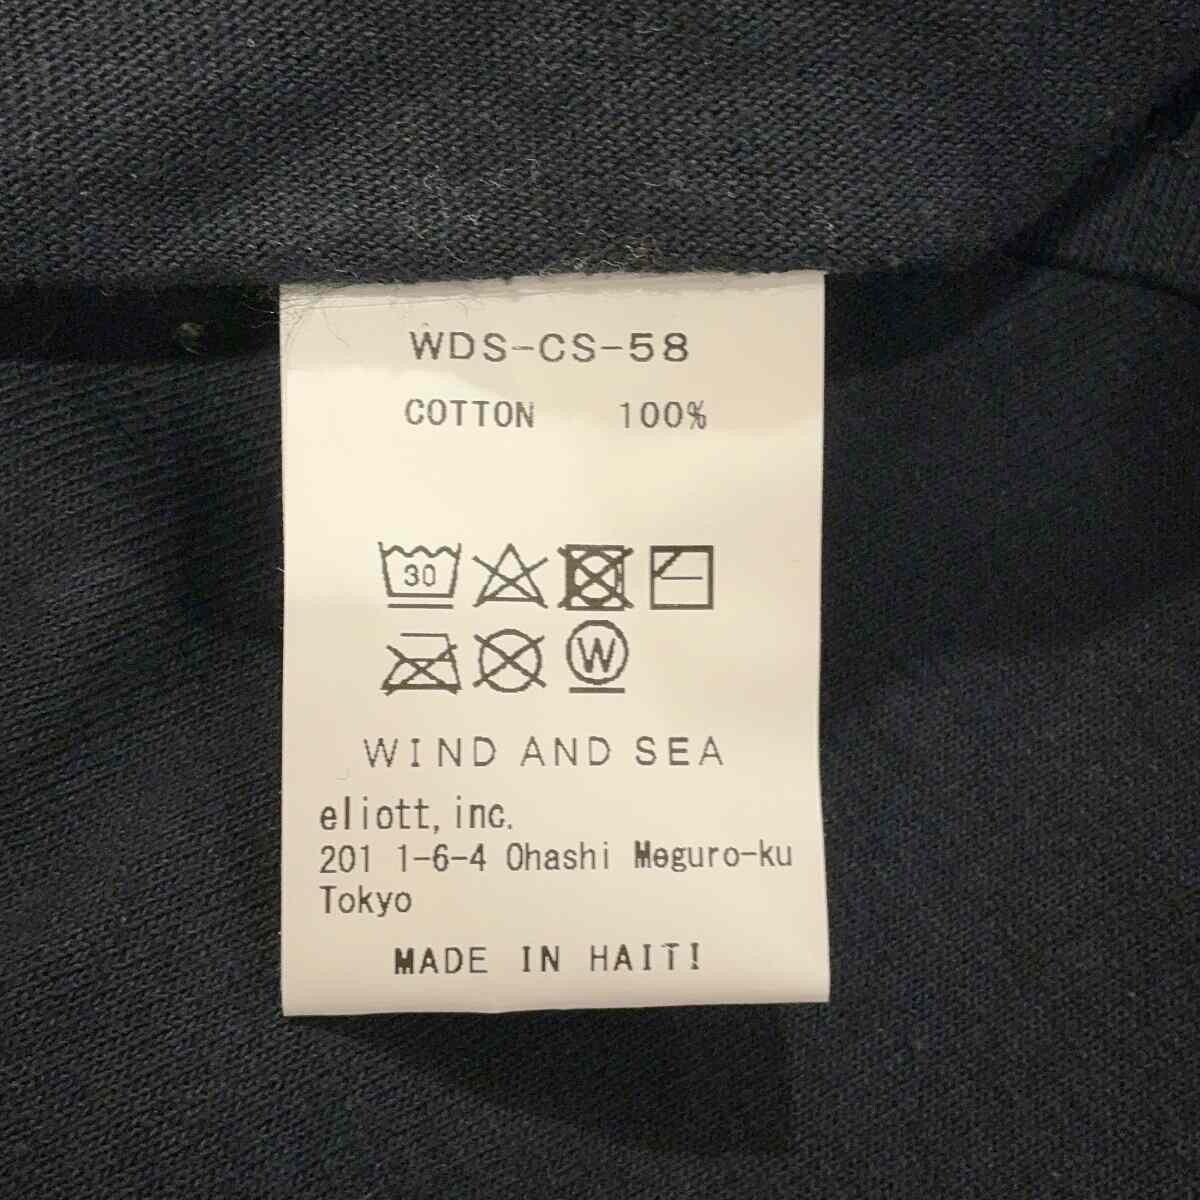 WDS-CS-58
COTTON 100%
30
W
WIND AND SEA
eliott, inc.
201 1-6-4 Ohashi Meguro-ku
Tokyo
MADE IN HAITI